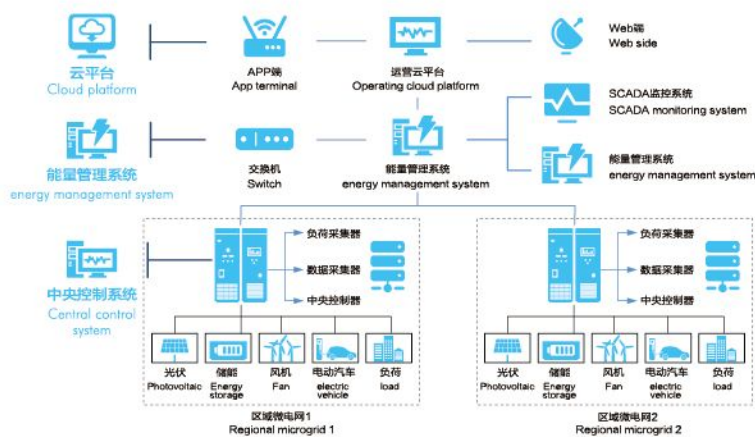 云平台
Cloud platform
APP端
App terminal
运营云平台
Operating cloud platform
Web端
Web side
能量管理系统
energy management system
交换机
Switch
能量管理系统
energy management system
SCADA监控系统
SCADA monitoring system
能量管理系统
energy management system
中央控制系统
Central control
system
负荷采集器
数据采集器
中央控制器
光伏
Photovoltaic
储能
Energy
storage
风机
Fan
电动汽车
electric
vehicle
负荷
load
区域微电网1
Regional microgrid 1
负荷采集器
数据采集器
中央控制器
光伏
Photovoltaic
储能
Energy
storage
风机
Fan
电动汽车
electric
vehicle
负荷
load
区域微电网2
Regional microgrid 2